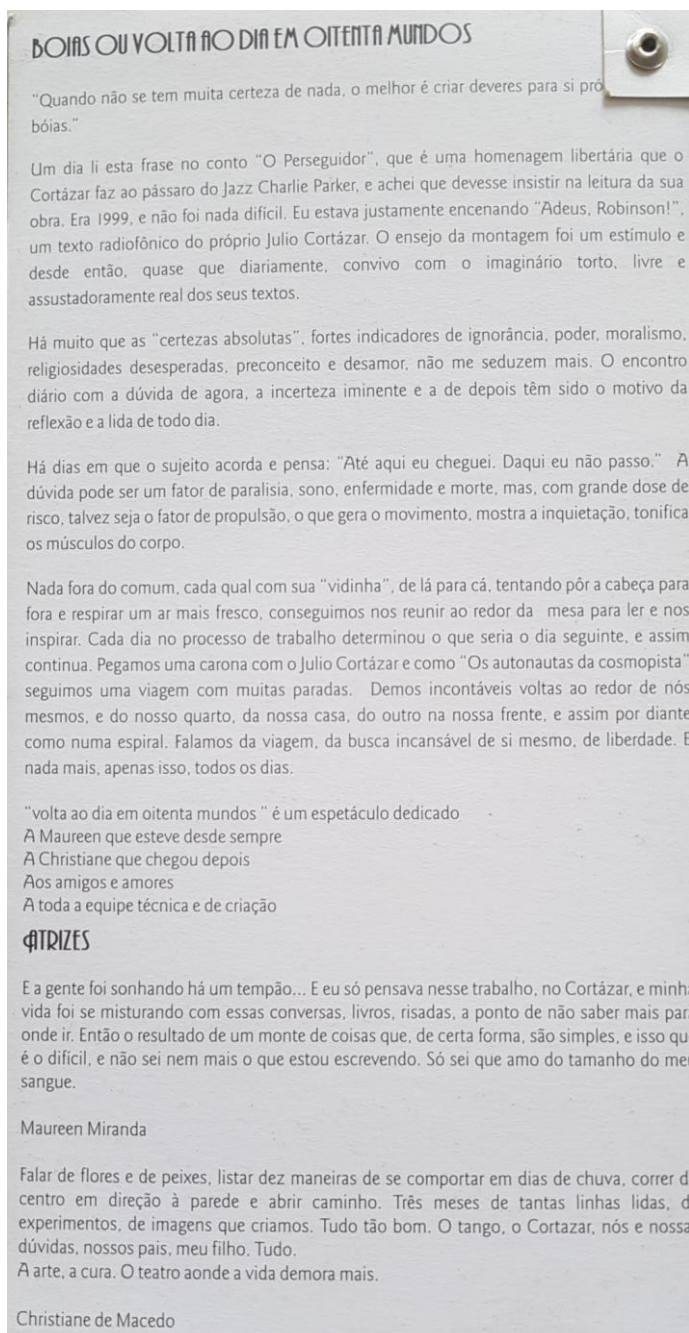 BOIAS OU VOLTA AO DIA EM OITENTA MUNDOS
“Quando não se tem muita certeza de nada, o melhor é criar deveres para si
bóias.”
Um dia li esta frase no conto “O Perseguidor”, que é uma homenagem libertária que o
Cortázar faz ao pássaro do Jazz Charlie Parker, e achei que devesse insistir na leitura da sua
obra. Era 1999, e não foi nada difícil. Eu estava justamente encenando “Adeus, Robinson!”,
um texto radiofônico do próprio Julio Cortázar. O ensejo da montagem foi um estímulo e
desde então, quase que diariamente, convivo com o imaginário torto, livre e
assustadoramente real dos seus textos.
Há muito que as “certezas absolutas”, fortes indicadores de ignorância, poder, moralismo,
religiosidades desesperadas, preconceito e desamor, não me seduzem mais. O encontro
diário com a dúvida de agora, a incerteza iminente e a de depois têm sido o motivo da
reflexão e a lida de todo dia.
Há dias em que o sujeito acorda e pensa: “Até aqui eu cheguei. Daqui eu não passo.” A
dúvida pode ser um fator de paralisia, sono, enfermidade e morte, mas, com grande dose de
risco, talvez seja o fator de propulsão, o que gera o movimento, mostra a inquietação, tonifica
os músculos do corpo.
Nada fora do comum, cada qual com sua “vidinha”, de lá para cá, tentando pôr a cabeça para
fora e respirar um ar mais fresco, conseguimos nos reunir ao redor da mesa para ler e nos
inspirar. Cada dia no processo de trabalho determinou o que seria o dia seguinte, e assim
continua. Pegamos uma carona com o Julio Cortázar e como “Os autonautas da cosmopista”
seguimos uma viagem com muitas paradas. Demos incontáveis voltas ao redor de nós
mesmos, e do nosso quarto, da nossa casa, do outro na nossa frente, e assim por diante
como numa espiral. Falamos da viagem, da busca incansável de si mesmo, de liberdade. E
nada mais, apenas isso, todos os dias.
“volta ao dia em oitenta mundos ” é um espetáculo dedicado
A Maureen que esteve desde sempre
A Christiane que chegou depois
Aos amigos e amores
A toda a equipe técnica e de criação
ATRIZES
E a gente foi sonhando há um tempão... E eu só pensava nesse trabalho, no Cortázar, e
vida foi se misturando com essas conversas, livros, risadas, a ponto de não saber mais
onde ir. Então o resultado de um monte de coisas que, de certa forma, são simples, e isso
é o difícil, e não sei nem mais o que estou escrevendo. Só sei que amo do tamanho do
sangue.
Maureen Miranda
Falar de flores e de peixes, listar dez maneiras de se comportar em dias de chuva, correr
centro em direção à parede e abrir caminho. Três meses de tantas linhas lidas,
experimentos, de imagens que criamos. Tudo tão bom. O tango, o Cortazar, nós e
dúvidas, nossos pais, meu filho. Tudo.
A arte, a cura. O teatro aonde a vida demora mais.
Christiane de Macedo